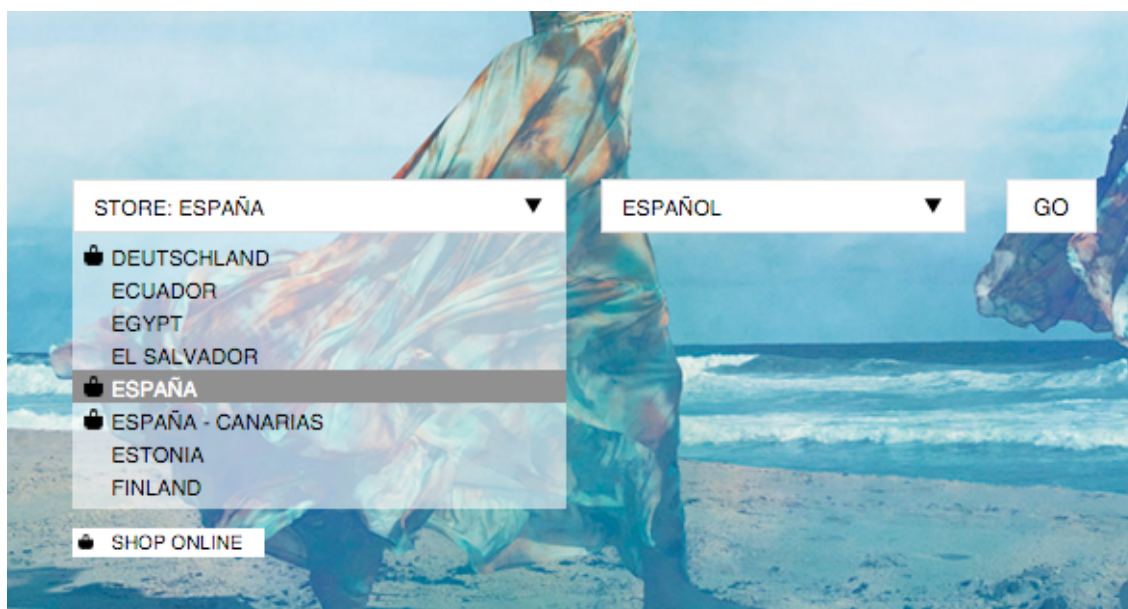 STORE: ESPAÑA ▼ ESPAÑOL ▼ GO
DEUTSCHLAND
ECUADOR
EGYPT
EL SALVADOR
ESPAÑA
ESPAÑA - CANARIAS
ESTONIA
FINLAND
SHOP ONLINE